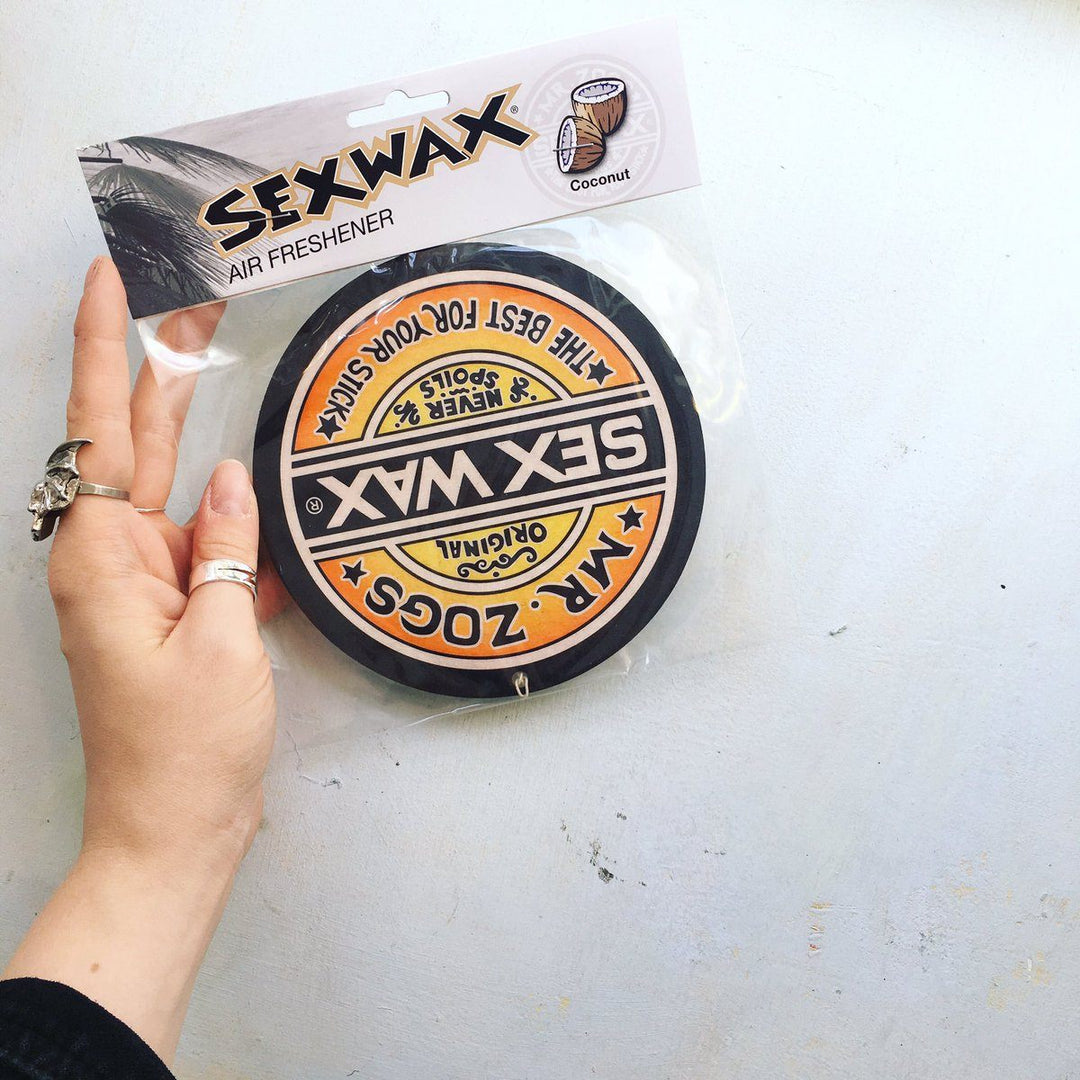 SEXWAX®
AIR FRESHENER
Coconut
MR. ZOGS
ORIGINAL
SEX WAX®
NEVER
SPOILS
THE BEST FOR YOUR STICK